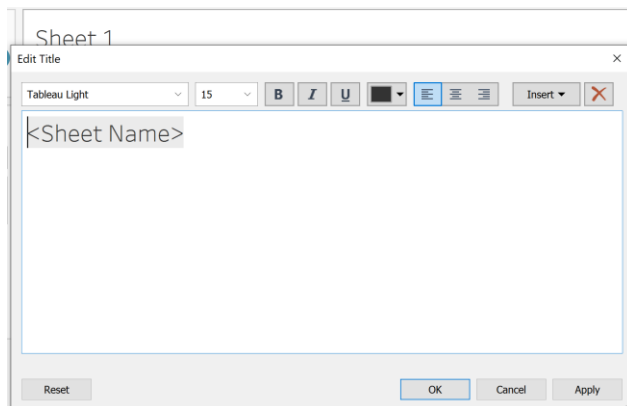 Sheet 1
Edit Title
Tableau Light 15 B I U Insert
<Sheet Name>
Reset OK Cancel Apply